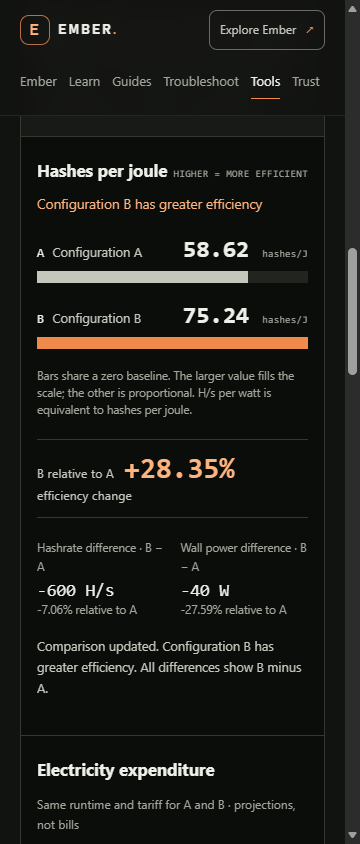 E EMBER.
Explore Ember ↗
Ember Learn Guides Troubleshoot Tools Trust
Hashes per joule HIGHER = MORE EFFICIENT
Configuration B has greater efficiency
A Configuration A 58.62 hashes/J
B Configuration B 75.24 hashes/J
Bars share a zero baseline. The larger value fills the
scale; the other is proportional. H/s per watt is
equivalent to hashes per joule.
B relative to A +28.35%
efficiency change
Hashrate difference · B −
A
-600 H/s
-7.06% relative to A
Wall power difference · B
− A
-40 W
-27.59% relative to A
Comparison updated. Configuration B has
greater efficiency. All differences show B minus
A.
Electricity expenditure
Same runtime and tariff for A and B · projections,
not bills